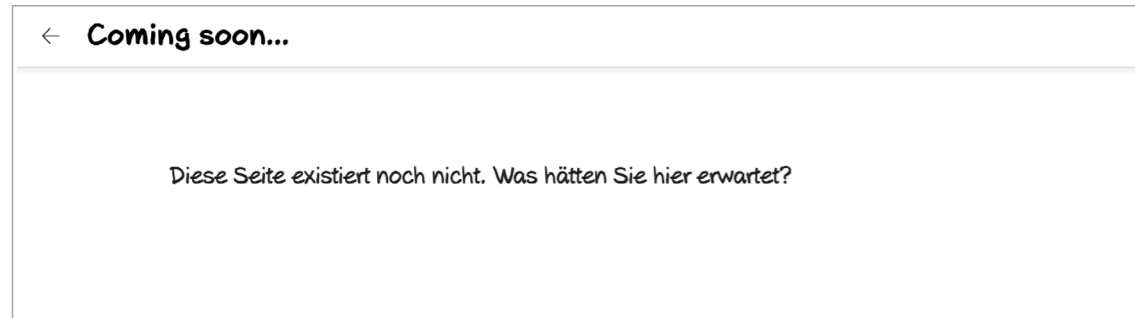 Coming soon...
Diese Seite existiert noch nicht. Was hätten Sie hier erwartet?